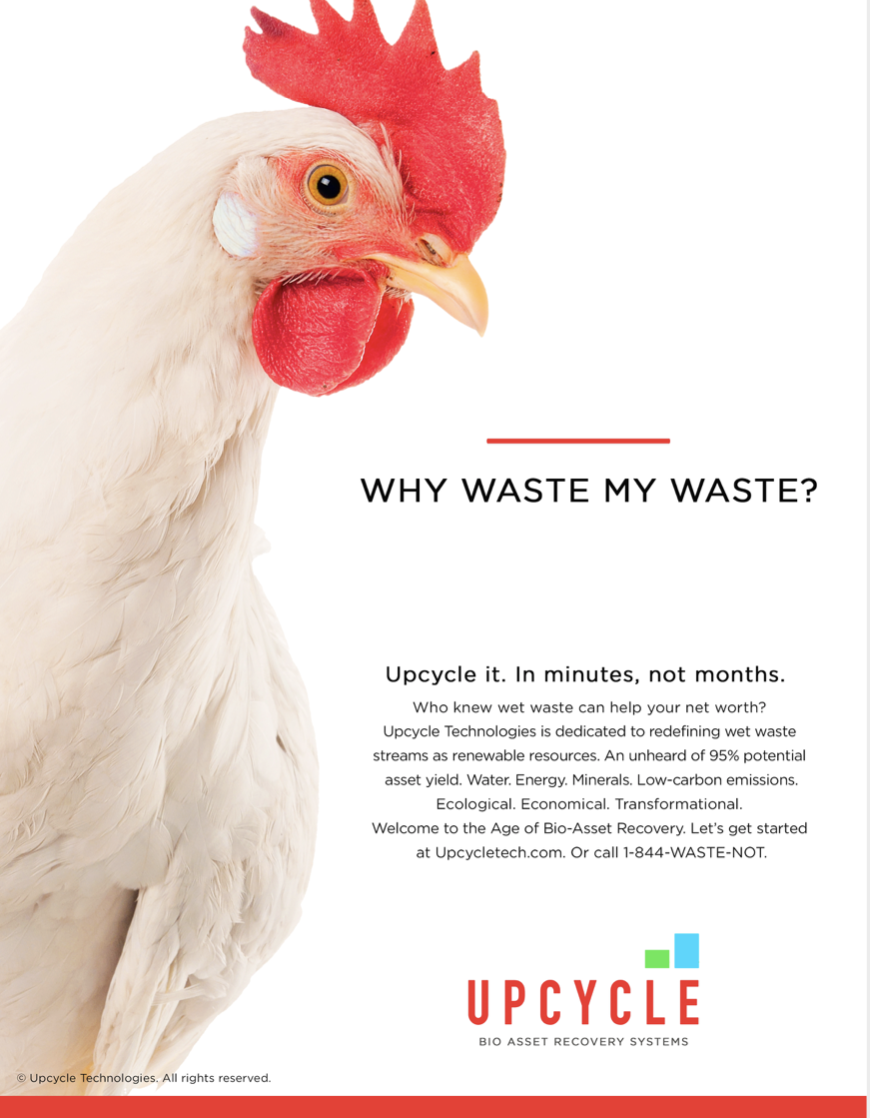 WHY WASTE MY WASTE?
Upcycle it. In minutes, not months.
Who knew wet waste can help your net worth?
Upcycle Technologies is dedicated to redefining wet waste
streams as renewable resources. An unheard of 95% potential
asset yield. Water. Energy. Minerals. Low-carbon emissions.
Ecological. Economical. Transformational.
Welcome to the Age of Bio-Asset Recovery. Let's get started
at Upcycletech.com. Or call 1-844-WASTE-NOT.
UPCYCLE
BIO ASSET RECOVERY SYSTEMS
© Upcycle Technologies. All rights reserved.